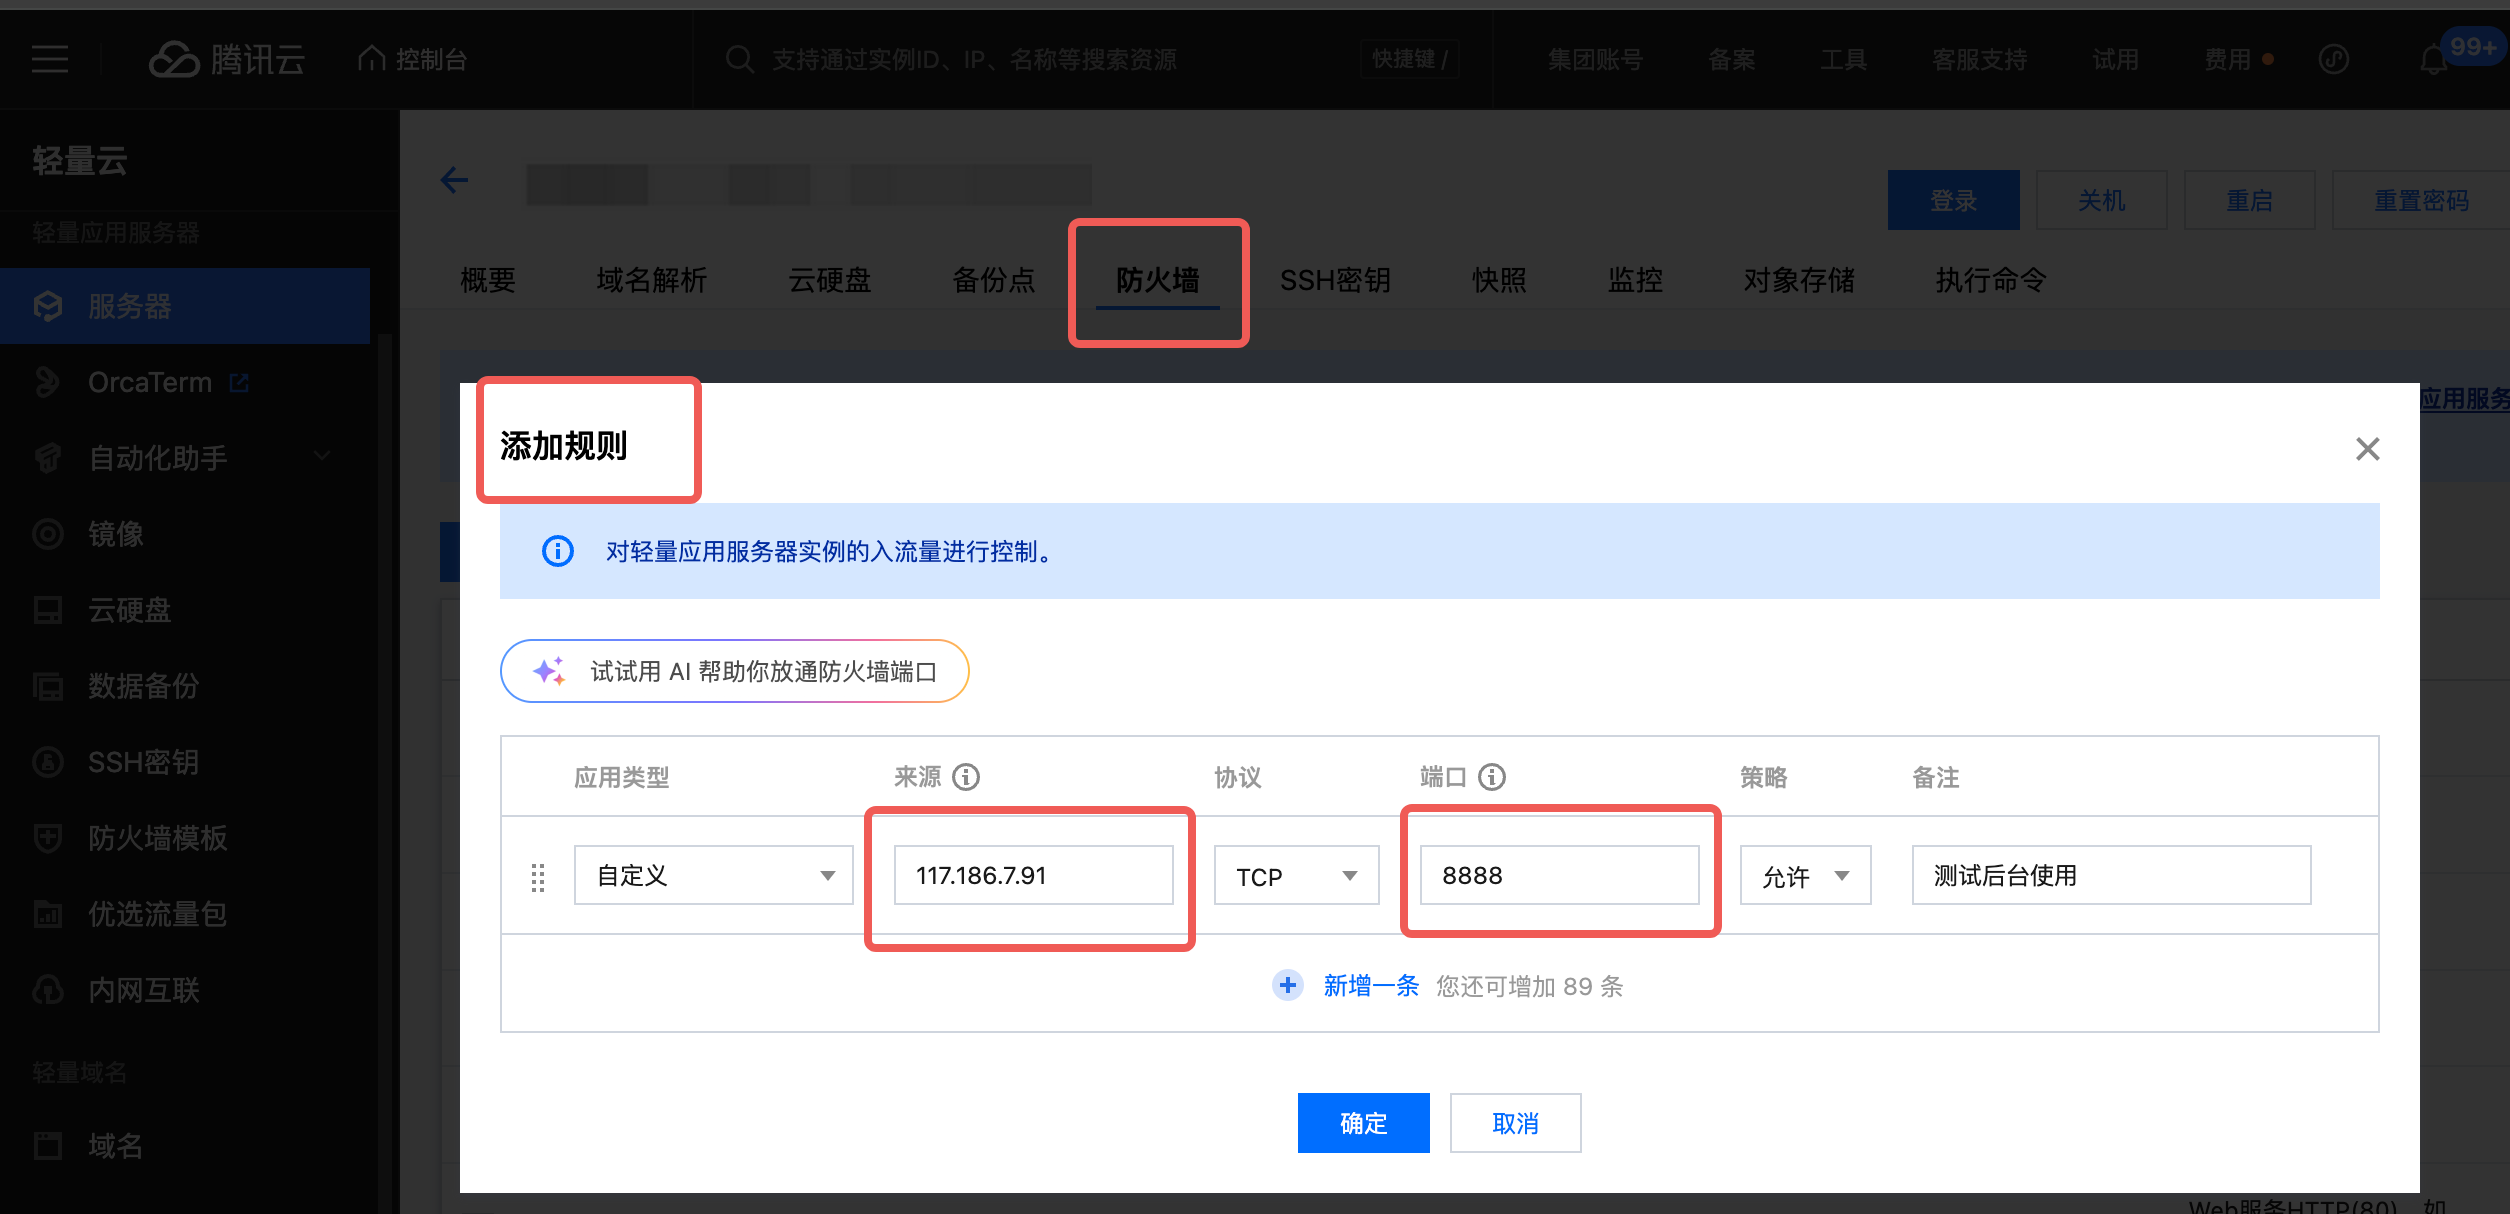 腾讯云
控制台
支持通过实例ID、IP、名称等搜索资源
快捷键 /
集团账号
备案
工具
客服支持
试用
费用
99+
轻量云
轻量应用服务器
服务器
OrcaTerm
自动化助手
镜像
云硬盘
数据备份
SSH密钥
防火墙模板
优选流量包
内网互联
轻量域名
域名
登录
关机
重启
重置密码
概要
域名解析
云硬盘
备份点
防火墙
SSH密钥
快照
监控
对象存储
执行命令
应用服务
添加规则
对轻量应用服务器实例的入流量进行控制。
试试用 AI 帮助你放通防火墙端口
应用类型 来源 协议 端口 策略 备注
自定义 117.186.7.91 TCP 8888 允许 测试后台使用
新增一条 您还可增加 89 条
确定 取消
Web服务HTTP(80)，如